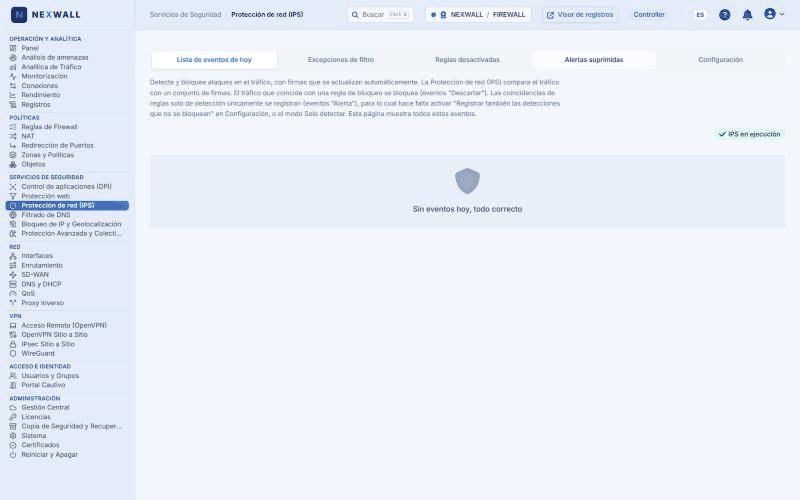 NEXWALL
Servicios de Seguridad / Protección de red (IPS)
Buscar Ctrl K
NEXWALL / FIREWALL
Visor de registros
Controller
ES
OPERACIÓN Y ANALÍTICA
Panel
Análisis de amenazas
Analítica de Tráfico
Monitorización
Conexiones
Rendimiento
Registros
POLÍTICAS
Reglas de Firewall
NAT
Redirección de Puertos
Zonas y Políticas
Objetos
SERVICIOS DE SEGURIDAD
Control de aplicaciones (DPI)
Protección web
Protección de red (IPS)
Filtrado de DNS
Bloqueo de IP y Geolocalización
Protección Avanzada y Colecti...
RED
Interfaces
Enrutamiento
SD-WAN
DNS y DHCP
QoS
Proxy Inverso
VPN
Acceso Remoto (OpenVPN)
OpenVPN Sitio a Sitio
IPsec Sitio a Sitio
WireGuard
ACCESO E IDENTIDAD
Usuarios y Grupos
Portal Cautivo
ADMINISTRACIÓN
Gestión Central
Licencias
Copia de Seguridad y Recuper...
Sistema
Certificados
Reiniciar y Apagar
Lista de eventos de hoy
Excepciones de filtro
Reglas desactivadas
Alertas suprimidas
Configuración
Detecte y bloquee ataques en el tráfico, con firmas que se actualizan automáticamente. La Protección de red (IPS) compara el tráfico
con un conjunto de firmas. El tráfico que coincide con una regla de bloqueo se bloquea (eventos "Descartar"). Las coincidencias de
reglas solo de detección únicamente se registran (eventos "Alerta"), para lo cual hace falta activar "Registrar también las detecciones
que no se bloquean" en Configuración, o el modo Solo detectar. Esta página muestra todos estos eventos.
IPS en ejecución
Sin eventos hoy, todo correcto